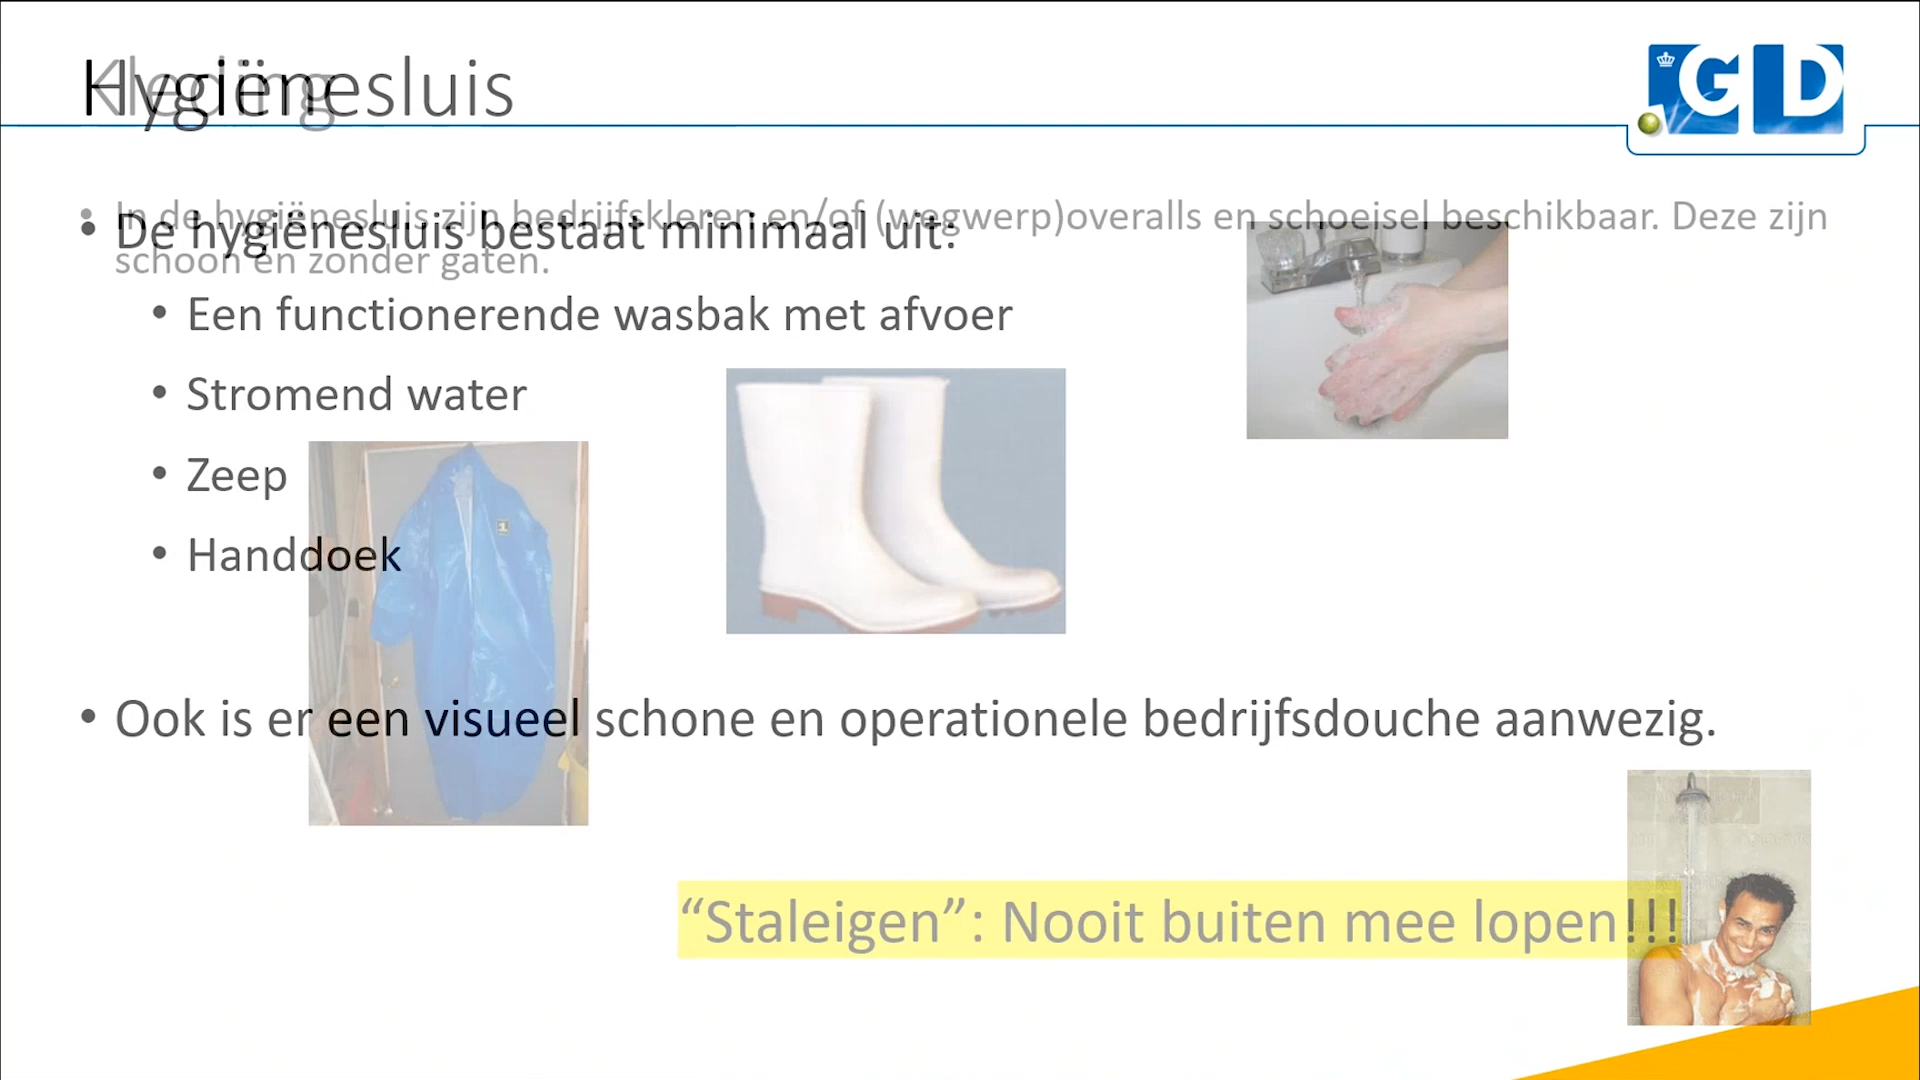 Hygiënesluis
Kleding
GD
• In de hygiënesluis zijn bedrijfskleren en/of (wegwerp)overalls en schoeisel beschikbaar. Deze zijn
schoon en zonder gaten.
• De hygiënesluis bestaat minimaal uit:
• Een functionerende wasbak met afvoer
• Stromend water
• Zeep
• Handdoek
1
• Ook is er een visueel schone en operationele bedrijfsdouche aanwezig.
“Staleigen”: Nooit buiten mee lopen!!!